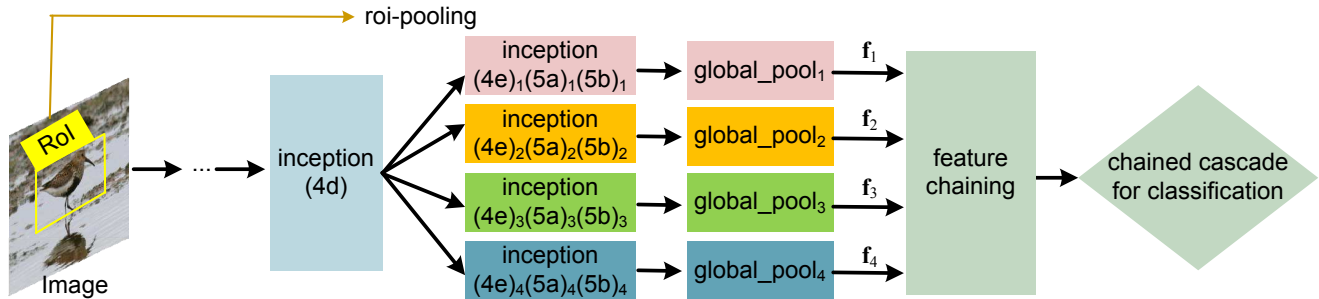 roi-pooling
RoI
Image
...
inception
(4d)
inception
(4e)₁(5a)₁(5b)₁
inception
(4e)₂(5a)₂(5b)₂
inception
(4e)₃(5a)₃(5b)₃
inception
(4e)₄(5a)₄(5b)₄
global_pool₁
global_pool₂
global_pool₃
global_pool₄
f₁
f₂
f₃
f₄
feature
chaining
chained cascade
for classification